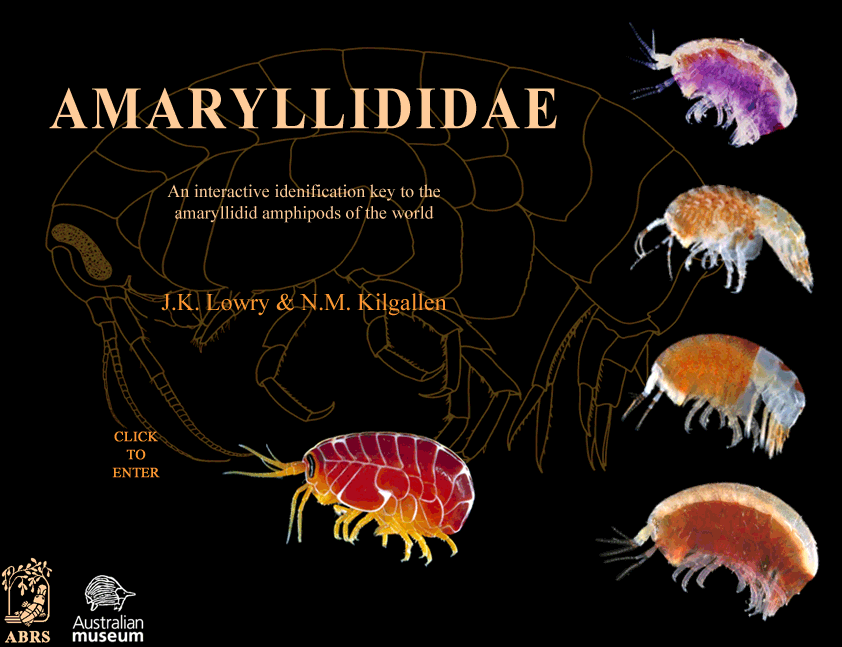 AMARYLLIDIDAE
An interactive idenification key to the
amaryllidid amphipods of the world
J.K. Lowry & N.M. Kilgallen
CLICK
TO
ENTER
ABRS
Australian
museum